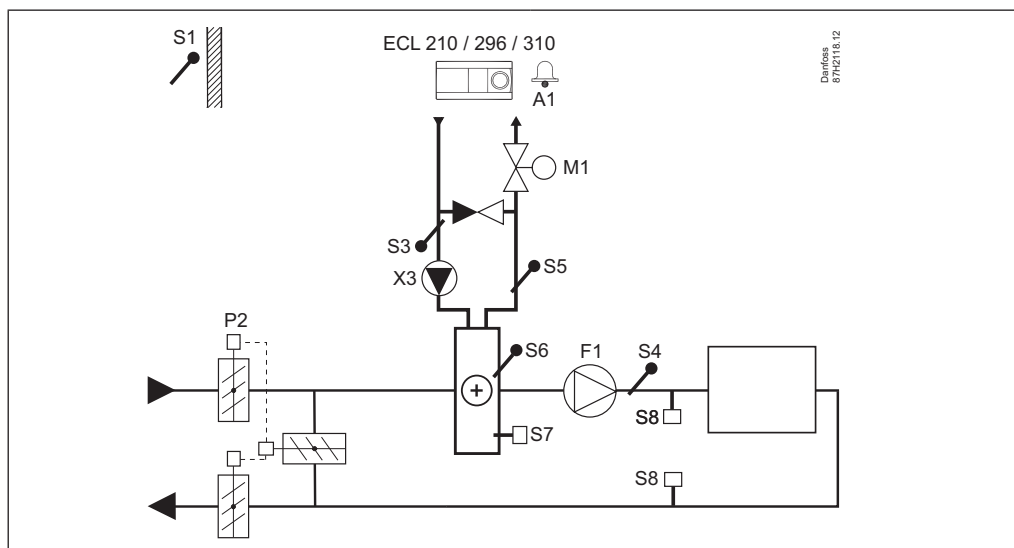 S1
ECL 210 / 296 / 310
A1
Danfoss
87H2118.12
M1
S3
S5
X3
P2
S6
F1
S4
S8
S7
S8